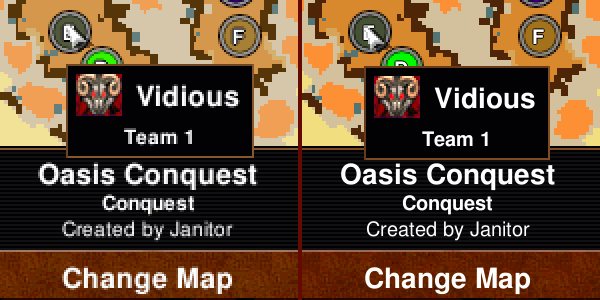 F
Vidious
Team 1
Oasis Conquest
Conquest
Created by Janitor
Change Map
F
Vidious
Team 1
Oasis Conquest
Conquest
Created by Janitor
Change Map